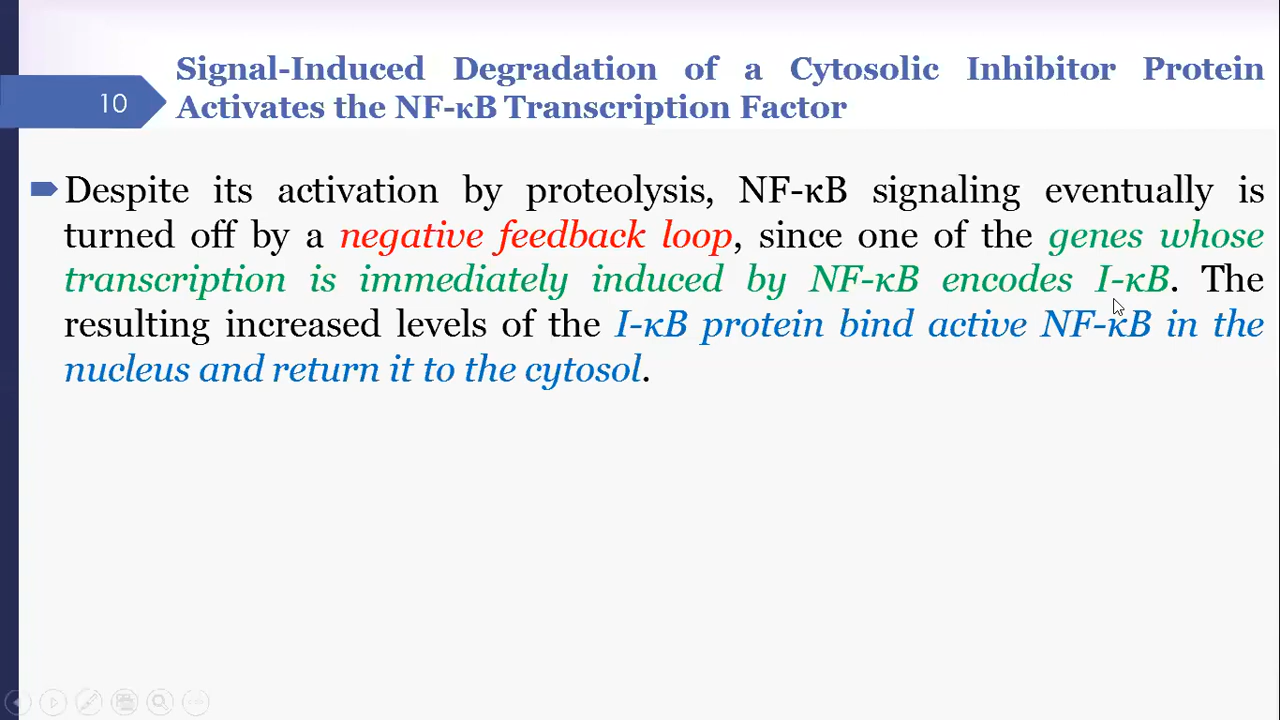 Signal-Induced Degradation of a Cytosolic Inhibitor Protein
10
Activates the NF-κB Transcription Factor
Despite its activation by proteolysis, NF-κB signaling eventually is
turned off by a negative feedback loop, since one of the genes whose
transcription is immediately induced by NF-κB encodes I-κB. The
resulting increased levels of the I-κB protein bind active NF-κB in the
nucleus and return it to the cytosol.